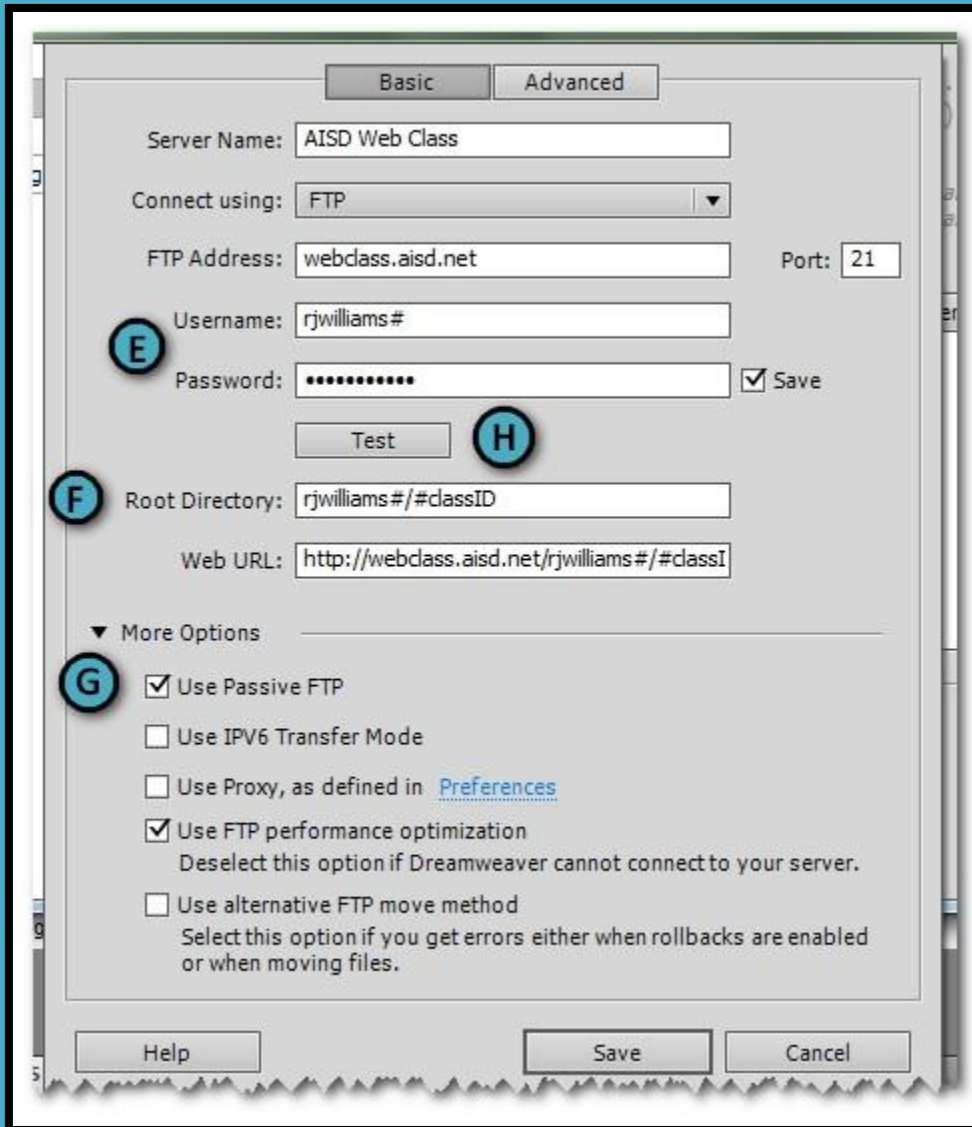 Basic Advanced
Server Name: AISD Web Class
Connect using: FTP
FTP Address: webclass.aisd.net Port: 21
Username: rjwilliams#
E
Password: ••••••••••• Save
Test H
F Root Directory: rjwilliams#/#classID
Web URL: http://webclass.aisd.net/rjwilliams#/#classI
More Options
G Use Passive FTP
Use IPV6 Transfer Mode
Use Proxy, as defined in Preferences
Use FTP performance optimization
Deselect this option if Dreamweaver cannot connect to your server.
Use alternative FTP move method
Select this option if you get errors either when rollbacks are enabled
or when moving files.
Help Save Cancel